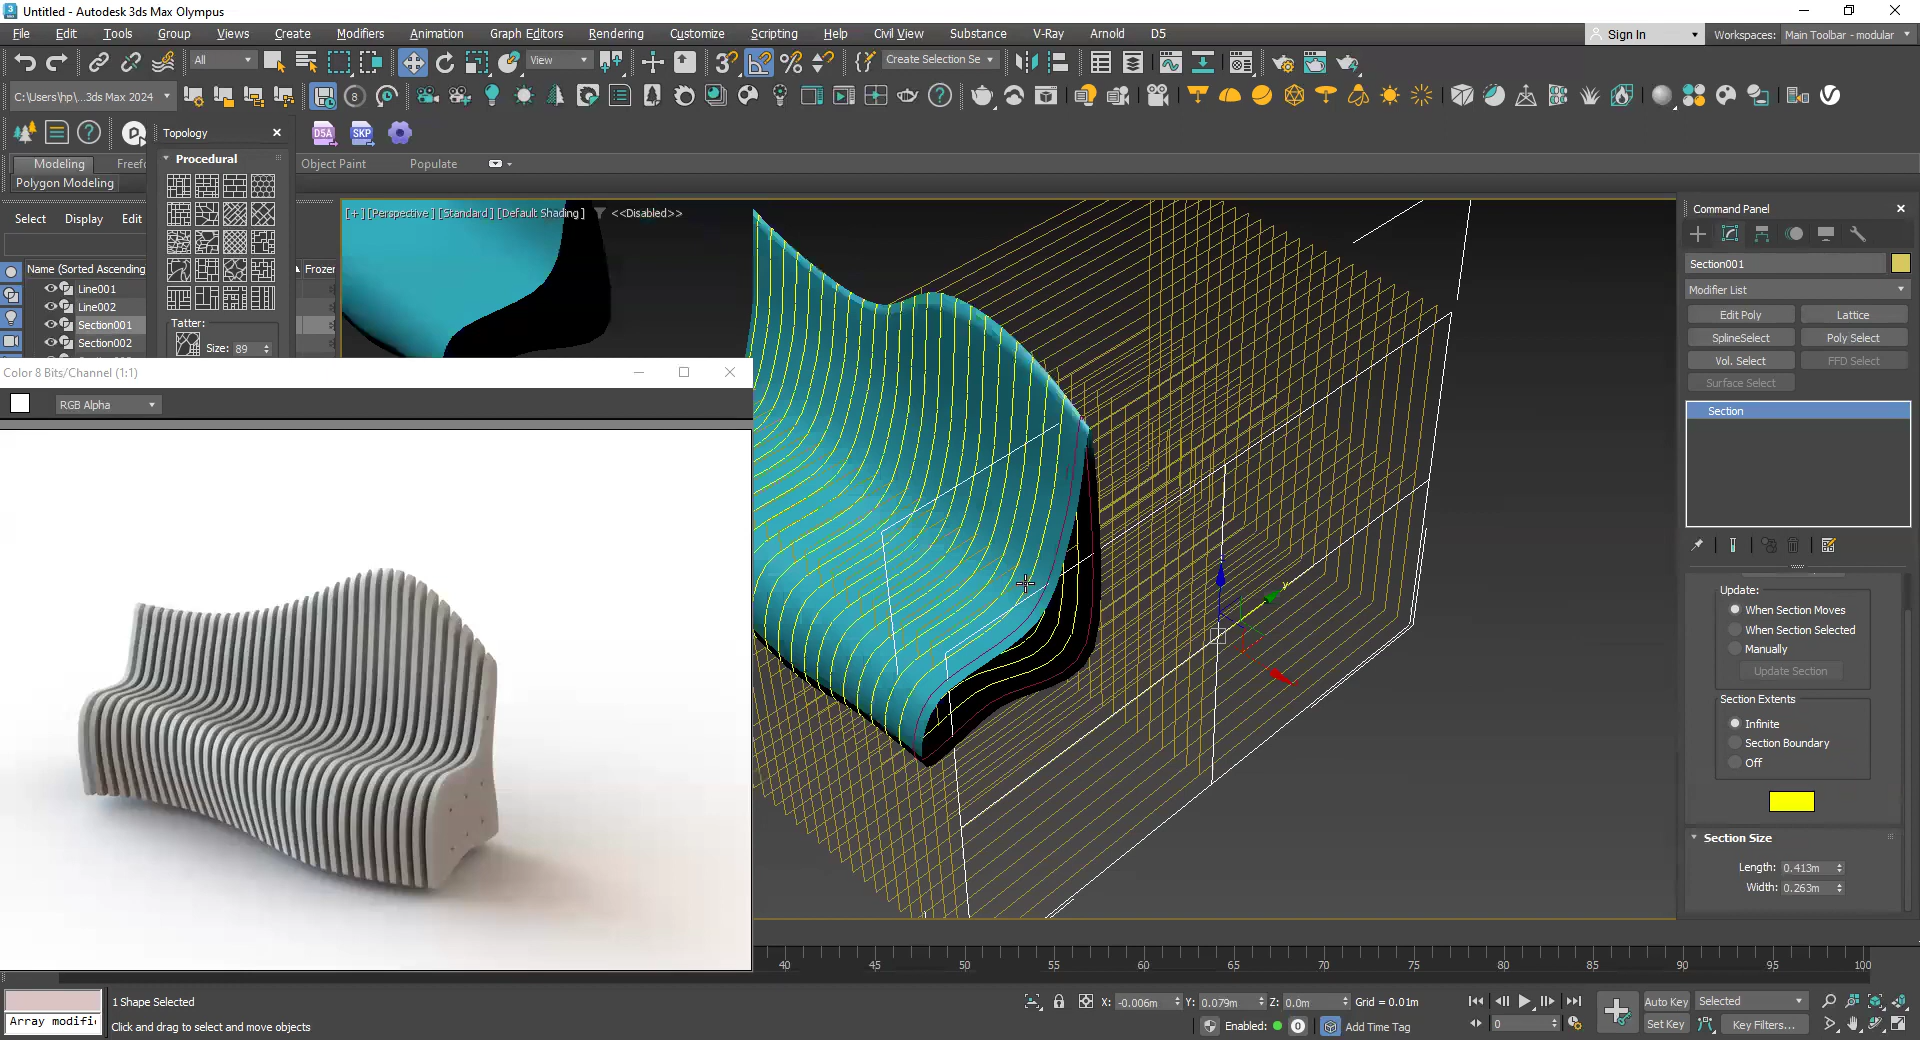 Untitled - Autodesk 3ds Max Olympus
File Edit Tools Group Views Create Modifiers Animation Graph Editors Rendering Customize Scripting Help Civil View Substance V-Ray Arnold D5
Sign In
Workspaces: Main Toolbar - modular
All
View
Create Selection Se
C:\Users\hp\...3ds Max 2024
8
Topology
D5A
SKP
Modeling
Freefo
Procedural
Object Paint
Populate
Polygon Modeling
Select Display Edit
[+] [Perspective] [Standard] [Default Shading]
<<Disabled>>
Command Panel
Name (Sorted Ascending
Frozen
Section001
Line001
Modifier List
Line002
Edit Poly
Lattice
Section001
Tatter:
SplineSelect
Poly Select
Section002
Size: 89
Vol. Select
FFD Select
Color 8 Bits/Channel (1:1)
Surface Select
RGB Alpha
Section
Update:
When Section Moves
When Section Selected
Manually
Update Section
Section Extents
Infinite
Section Boundary
Off
Section Size
Length: 0.413m
Width: 0.263m
40 45 50 55 60 65 70 75 80 85 90 95 100
1 Shape Selected
X: -0.006m
Y: 0.079m
Z: 0.0m
Grid = 0.01m
Auto Key
Selected
Array modifi
Click and drag to select and move objects
Enabled:
0
Add Time Tag
0
Set Key
Key Filters...